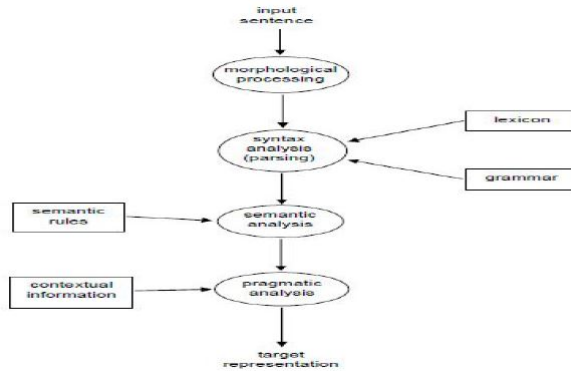 input
sentence
morphological
processing
syntax
analysis
(parsing)
lexicon
grammar
semantic
rules
semantic
analysis
contextual
information
pragmatic
analysis
target
representation